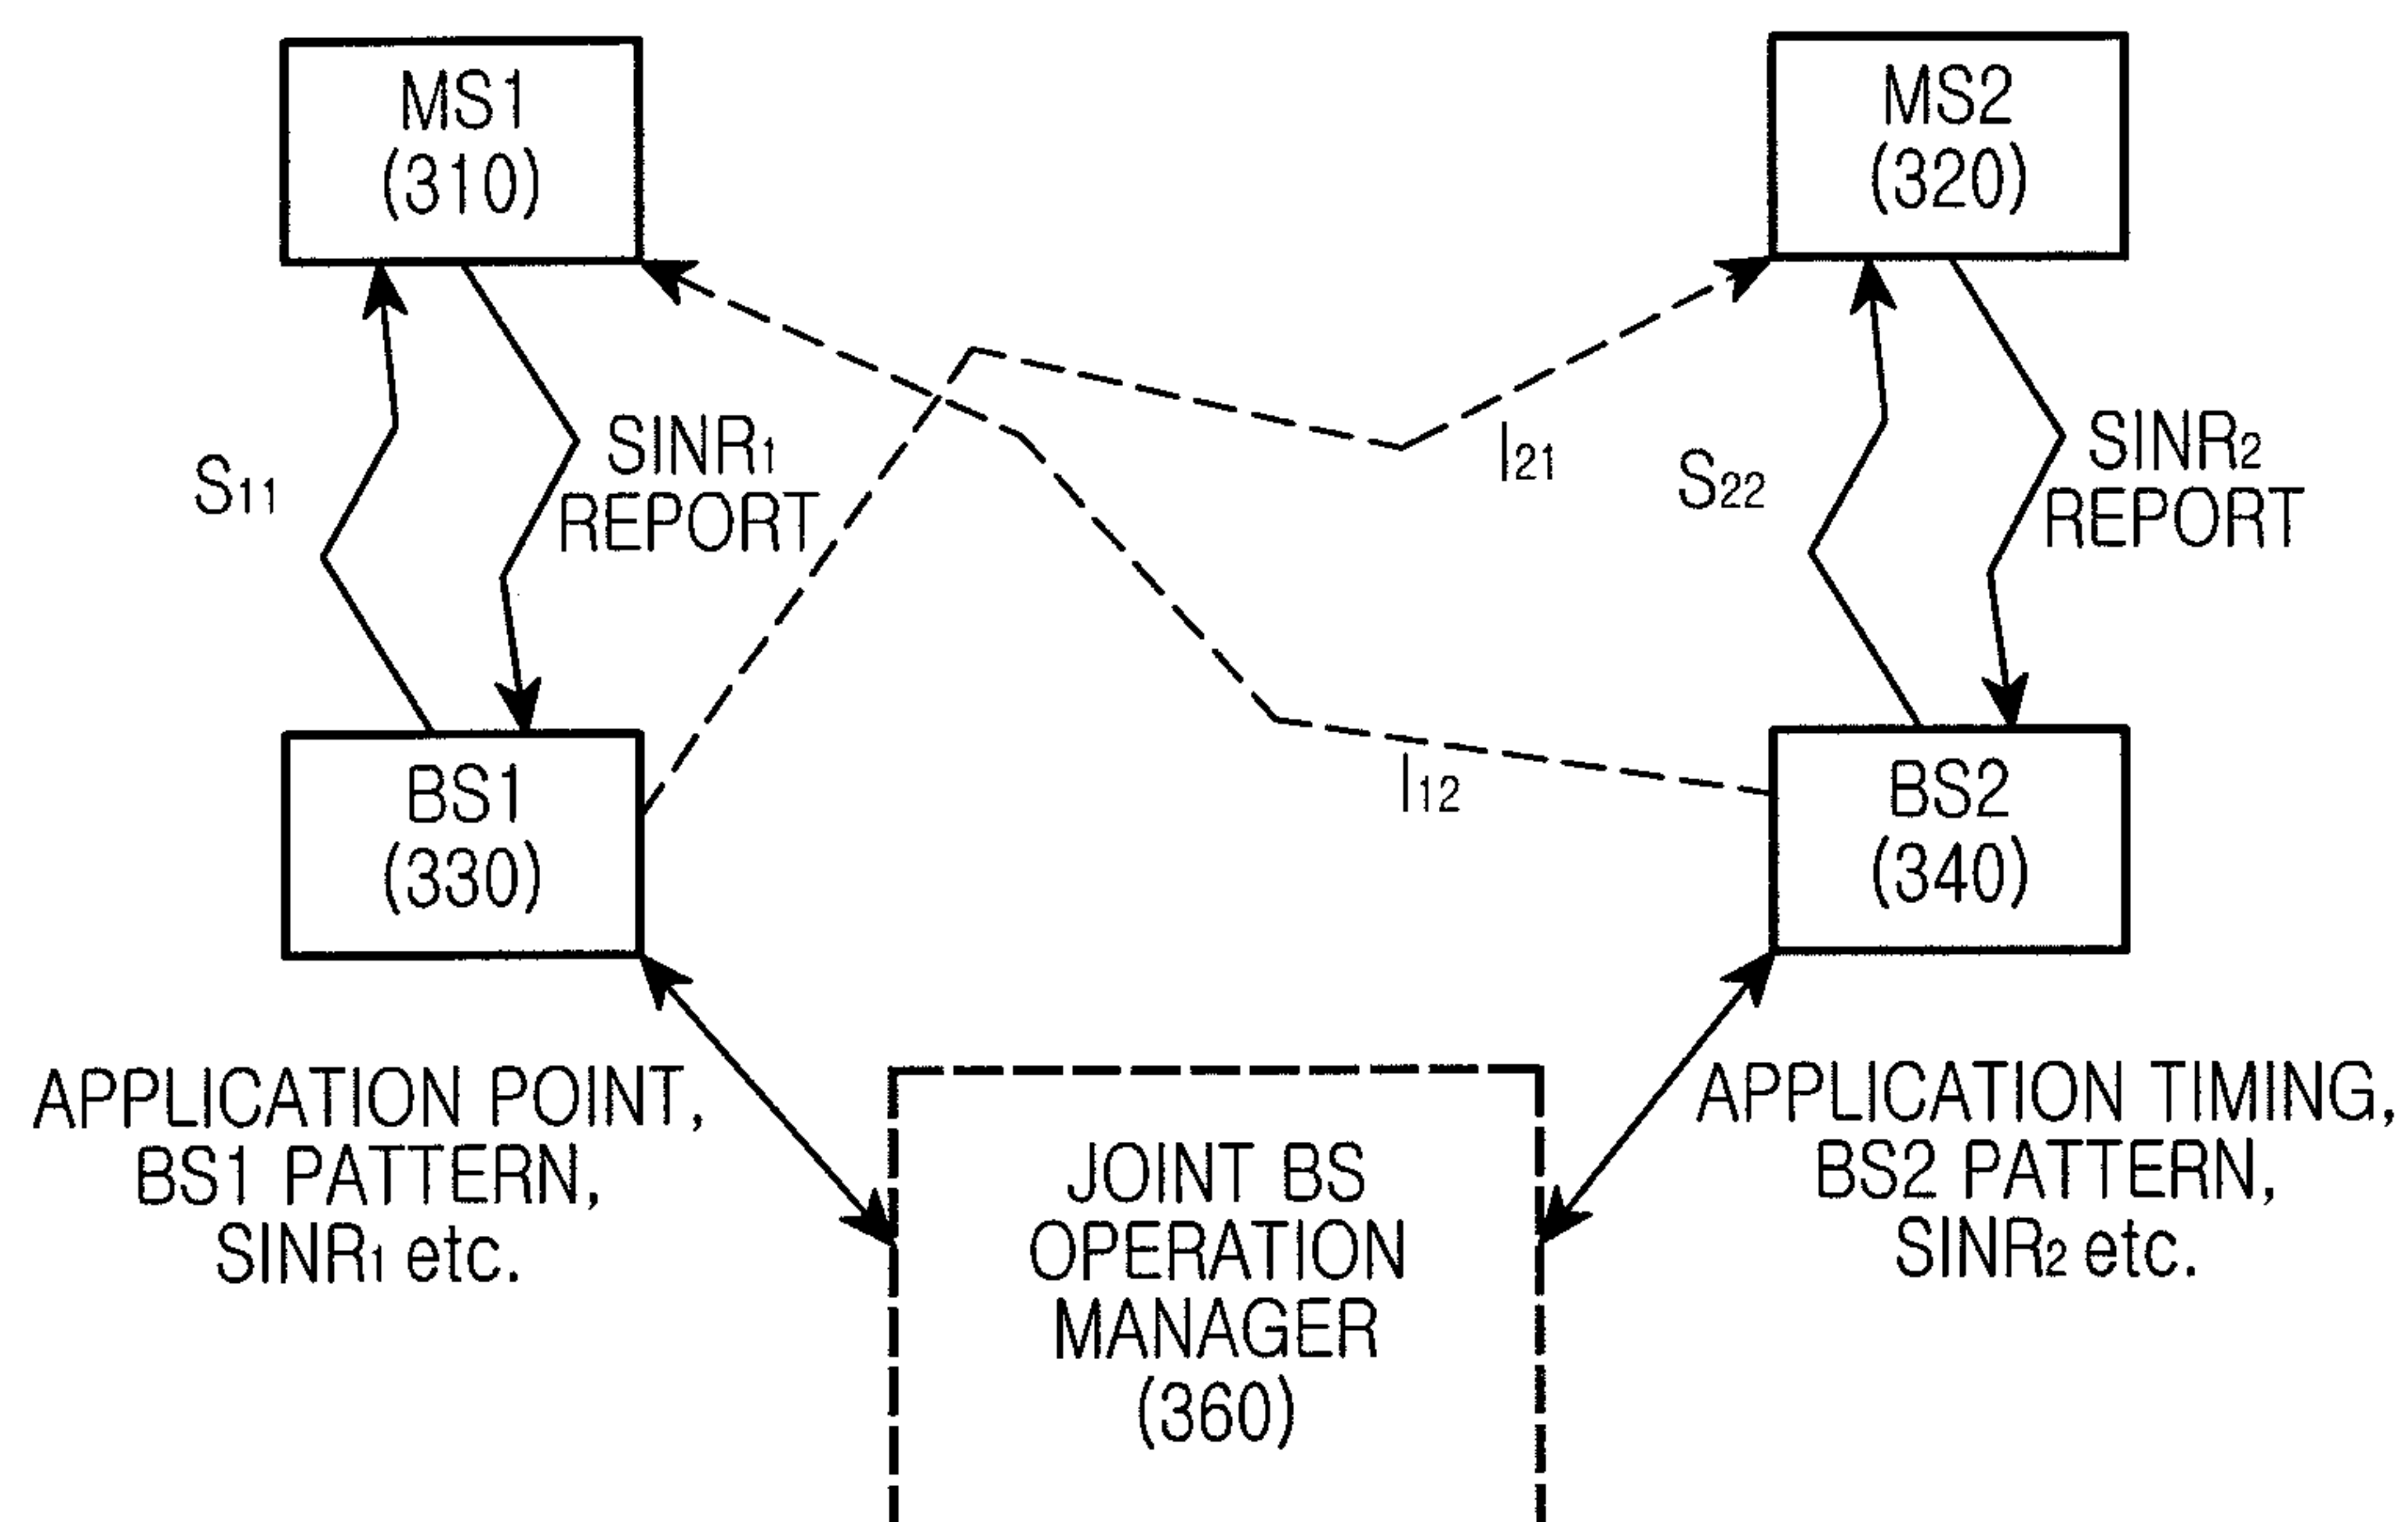 MS1
(310)
MS2
(320)
S11
SINR1
REPORT
I21
S22
SINR2
REPORT
I12
BS1
(330)
BS2
(340)
APPLICATION POINT,
BS1 PATTERN,
SINR1 etc.
JOINT BS
OPERATION
MANAGER
(360)
APPLICATION TIMING,
BS2 PATTERN,
SINR2 etc.